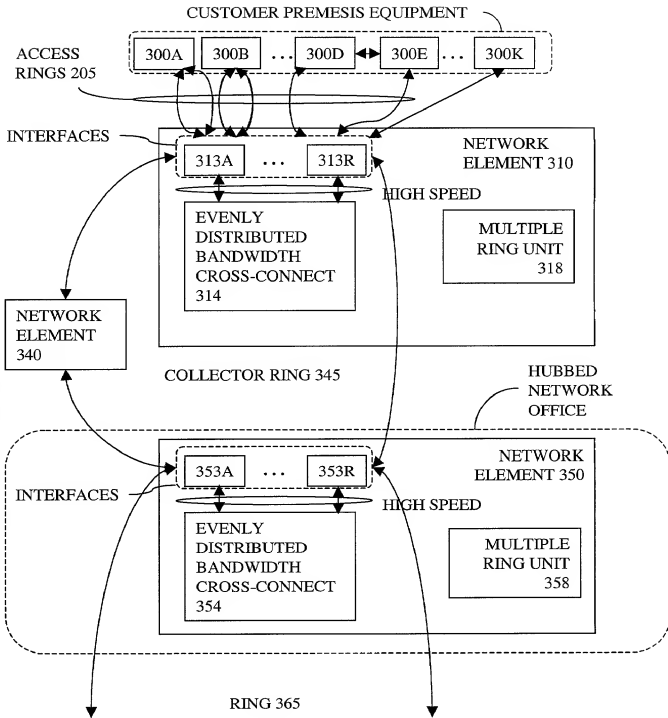 CUSTOMER PREMESIS EQUIPMENT
300A 300B ... 300D 300E ... 300K
ACCESS
RINGS 205
INTERFACES
NETWORK
ELEMENT 310
313A ... 313R
HIGH SPEED
EVENLY
DISTRIBUTED
BANDWIDTH
CROSS-CONNECT
314
MULTIPLE
RING UNIT
318
NETWORK
ELEMENT
340
COLLECTOR RING 345
HUBBED
NETWORK
OFFICE
NETWORK
ELEMENT 350
353A ... 353R
INTERFACES
HIGH SPEED
EVENLY
DISTRIBUTED
BANDWIDTH
CROSS-CONNECT
354
MULTIPLE
RING UNIT
358
RING 365